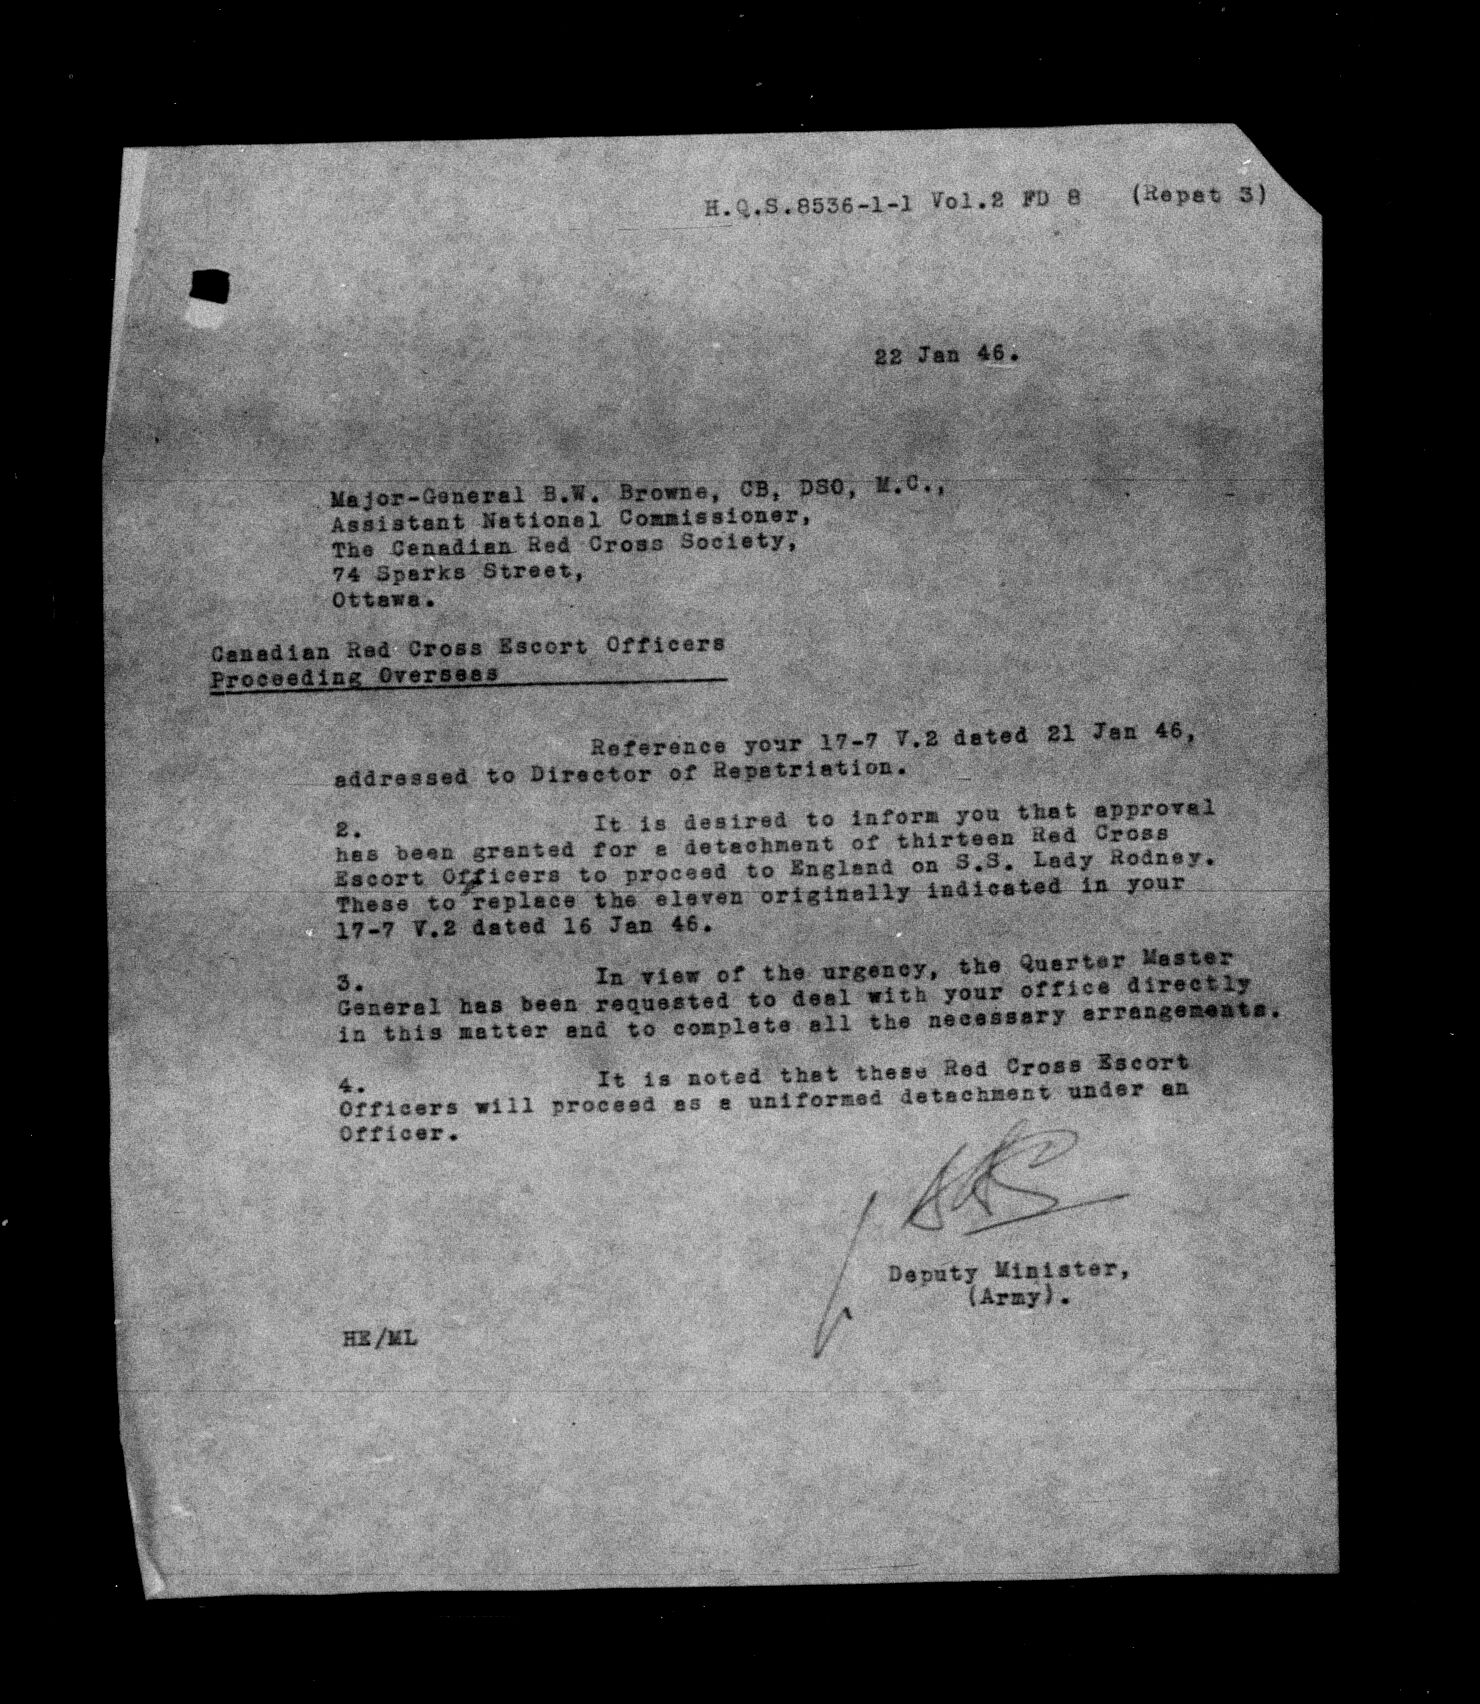 H.Q.S.8536-1-1 Vol.2 FD 8 (Repat 3)
22 Jan 46.
Major-General B.W. Browne, CB, DSO, M.C.,
Assistant National Commissioner,
The Canadian Red Cross Society,
74 Sparks Street,
Ottawa.
Canadian Red Cross Escort Officers
Proceeding Overseas
Reference your 17-7 V.2 dated 21 Jan 46,
addressed to Director of Repatriation.
2. It is desired to inform you that approval
has been granted for a detachment of thirteen Red Cross
Escort Officers to proceed to England on S.S. Lady Rodney.
These to replace the eleven originally indicated in your
17-7 V.2 dated 16 Jan 46.
3. In view of the urgency, the Quarter Master
General has been requested to deal with your office directly
in this matter and to complete all the necessary arrangements.
4. It is noted that these Red Cross Escort
Officers will proceed as a uniformed detachment under an
Officer.
Deputy Minister,
(Army).
HE/ML